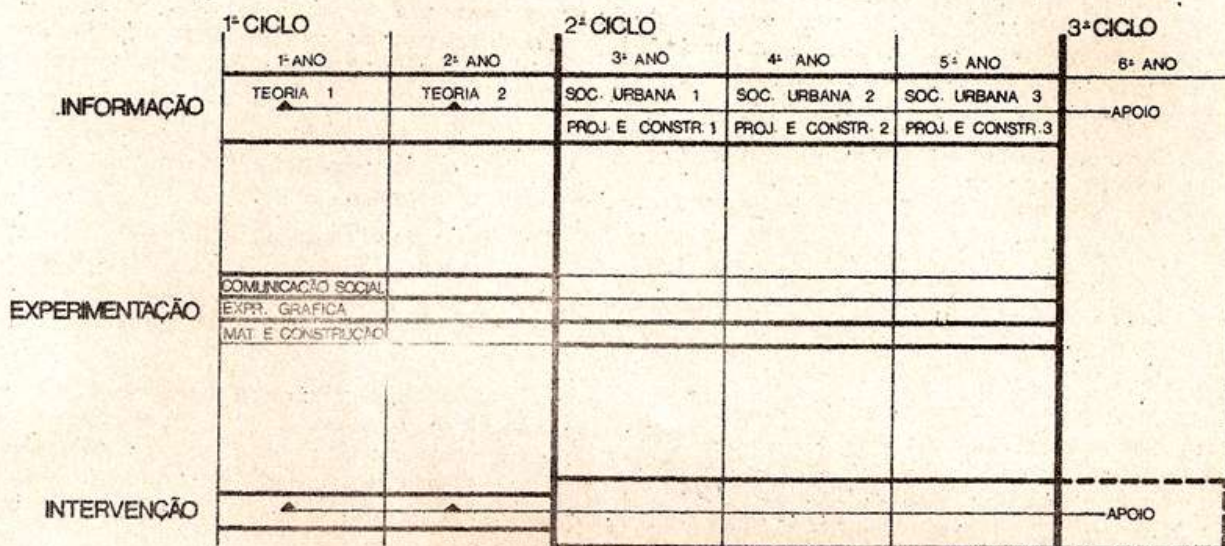 1º CICLO 2º CICLO 3º CICLO
1º ANO 2º ANO 3º ANO 4º ANO 5º ANO 6º ANO
INFORMAÇÃO TEORIA 1 TEORIA 2 SOC. URBANA 1 SOC. URBANA 2 SOC. URBANA 3 APOIO
PROJ. E CONSTR. 1 PROJ. E CONSTR. 2 PROJ. E CONSTR. 3
COMUNICAÇÃO SOCIAL
EXPERIMENTAÇÃO EXPR. GRAFICA
MAT. E CONSTRUÇÃO
INTERVENÇÃO APOIO